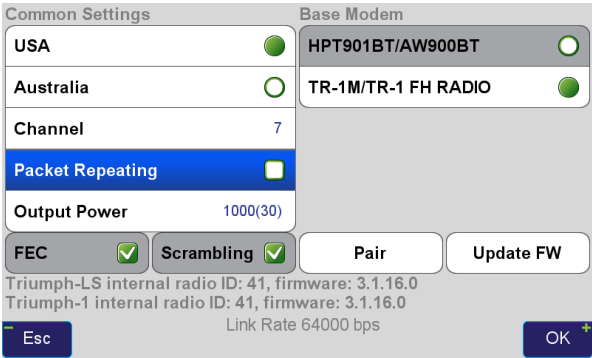 Common Settings
Base Modem
USA
HPT901BT/AW900BT
Australia
TR-1M/TR-1 FH RADIO
Channel 7
Packet Repeating
Output Power 1000(30)
FEC
Scrambling
Pair
Update FW
Triumph-LS internal radio ID: 41, firmware: 3.1.16.0
Triumph-1 internal radio ID: 41, firmware: 3.1.16.0
Link Rate 64000 bps
- Esc
OK +